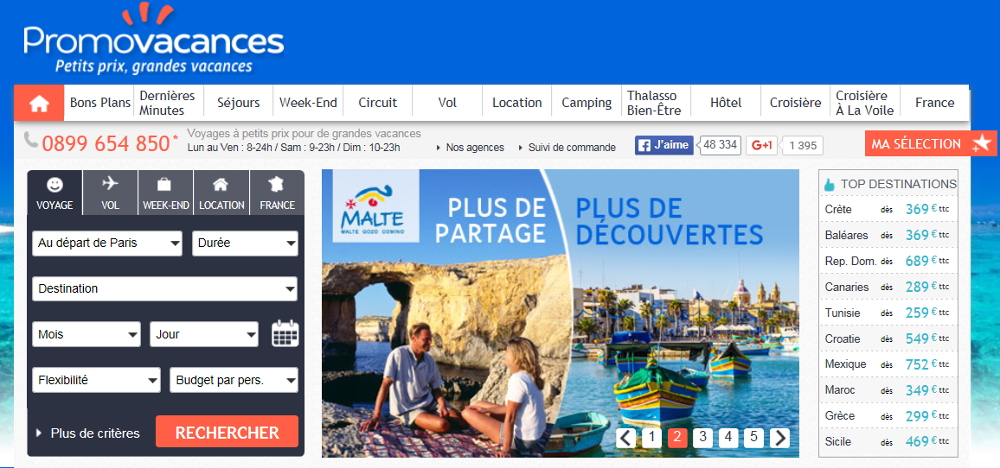 Promovacances
Petits prix, grandes vacances
Bons Plans
Dernières
Minutes
Séjours
Week-End
Circuit
Vol
Location
Camping
Thalasso
Bien-Être
Hôtel
Croisière
Croisière
À La Voile
France
0899 654 850*
Voyages à petits prix pour de grandes vacances
Lun au Ven : 8-24h / Sam : 9-23h / Dim : 10-23h
Nos agences
Suivi de commande
J'aime
48 334
G+1
1 395
MA SÉLECTION
VOYAGE
VOL
WEEK-END
LOCATION
FRANCE
Au départ de Paris
Durée
Destination
Mois
Jour
Flexibilité
Budget par pers.
Plus de critères
RECHERCHER
MALTE
MALTE GOZO COMINO
PLUS DE
PARTAGE
PLUS DE
DÉCOUVERTES
1 2 3 4 5
TOP DESTINATIONS
Crète dès 369 € ttc
Baléares dès 369 € ttc
Rep. Dom. dès 689 € ttc
Canaries dès 289 € ttc
Tunisie dès 259 € ttc
Croatie dès 549 € ttc
Mexique dès 752 € ttc
Maroc dès 349 € ttc
Grèce dès 299 € ttc
Sicile dès 469 € ttc